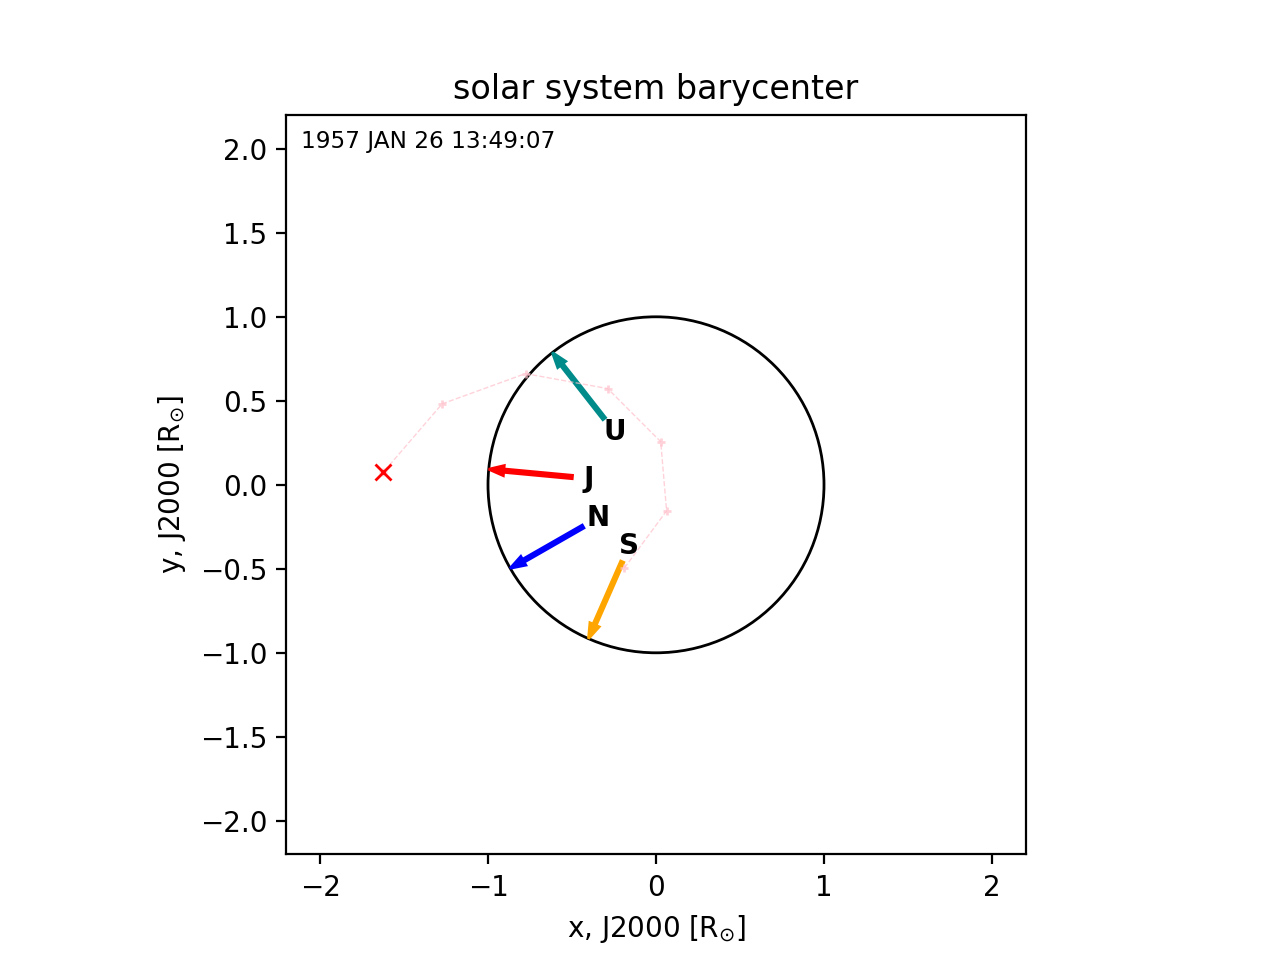 solar system barycenter
1957 JAN 26 13:49:07
2.0
1.5
1.0
0.5
0.0
−0.5
−1.0
−1.5
−2.0
y, J2000 [R☉]
U
J
N
S
−2
−1
0
1
2
x, J2000 [R☉]